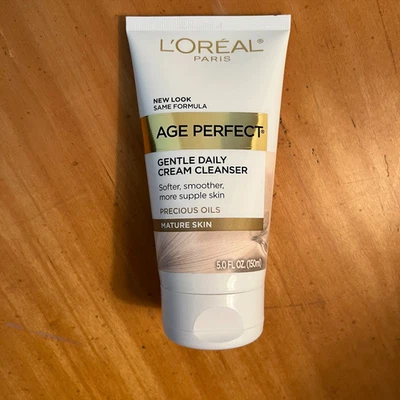 L'ORÉAL
PARIS
NEW LOOK
SAME FORMULA
AGE PERFECT®
GENTLE DAILY
CREAM CLEANSER
Softer, smoother,
more supple skin
PRECIOUS OILS
MATURE SKIN
5.0 FL OZ. (150ml)